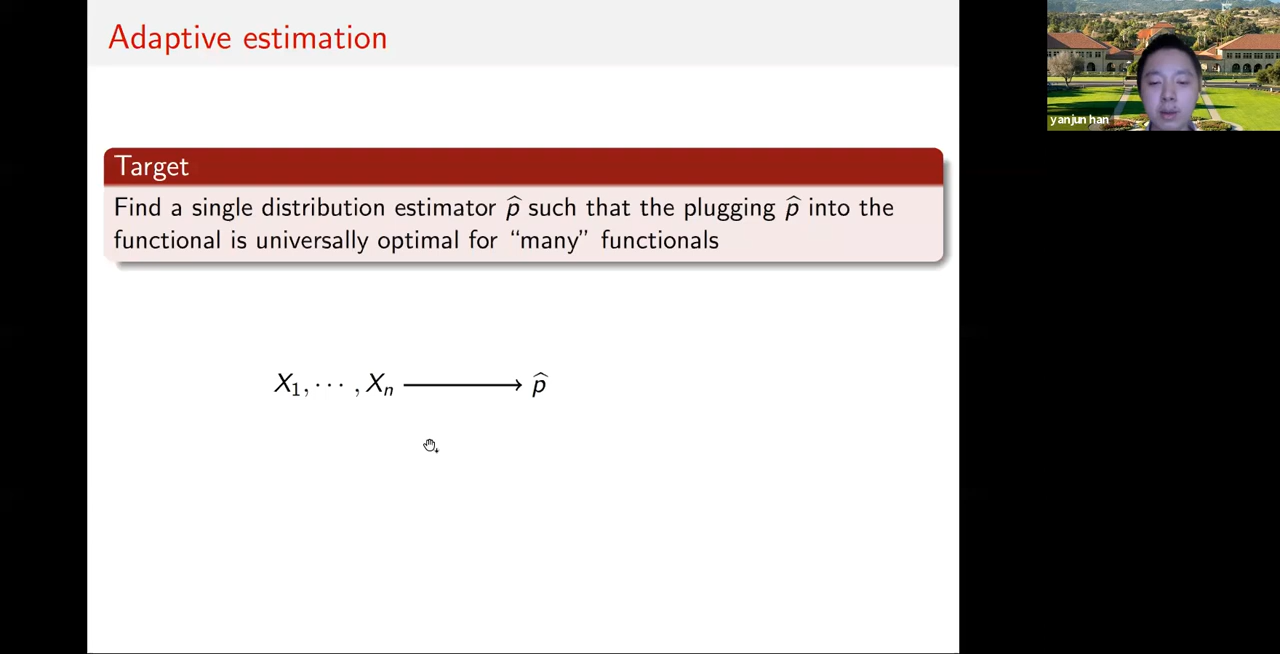 Adaptive estimation
yanjun han
Target
Find a single distribution estimator p̂ such that the plugging p̂ into the
functional is universally optimal for “many” functionals
X₁, ⋯ , Xₙ ⟶ p̂